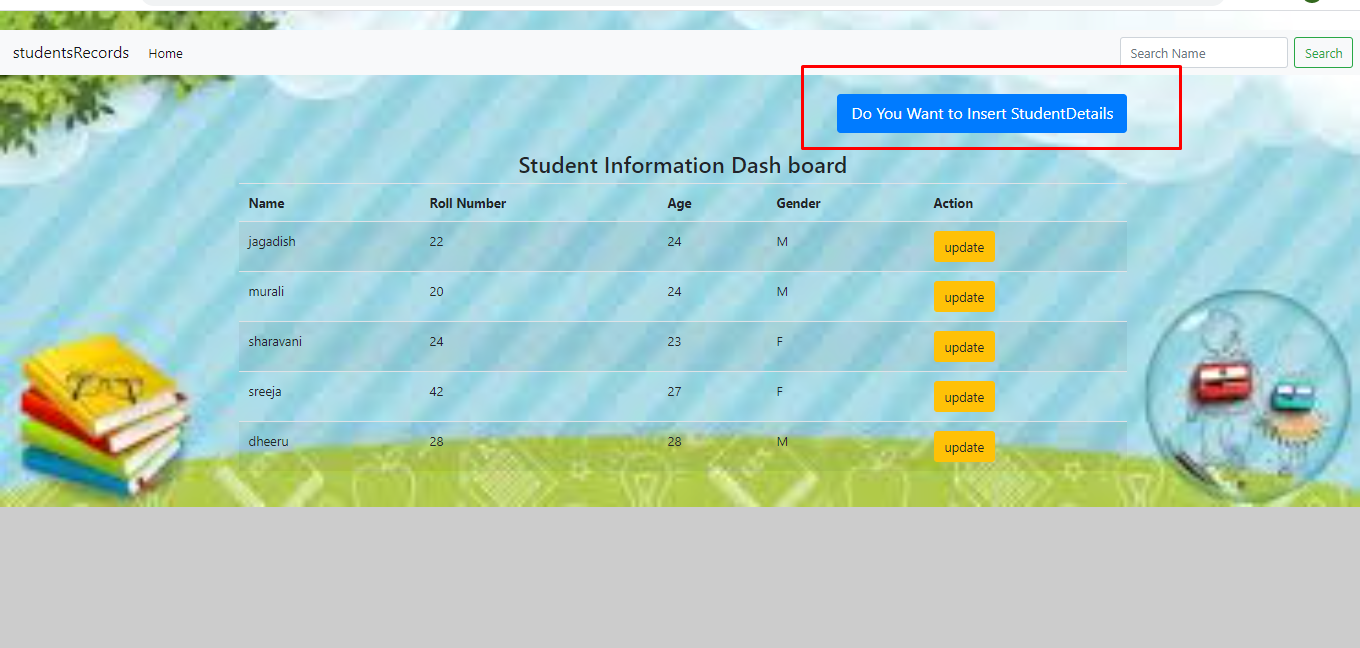 studentsRecords Home Search Name Search
Do You Want to Insert StudentDetails
Student Information Dash board
Name Roll Number Age Gender Action
jagadish 22 24 M update
murali 20 24 M update
sharavani 24 23 F update
sreeja 42 27 F update
dheeru 28 28 M update